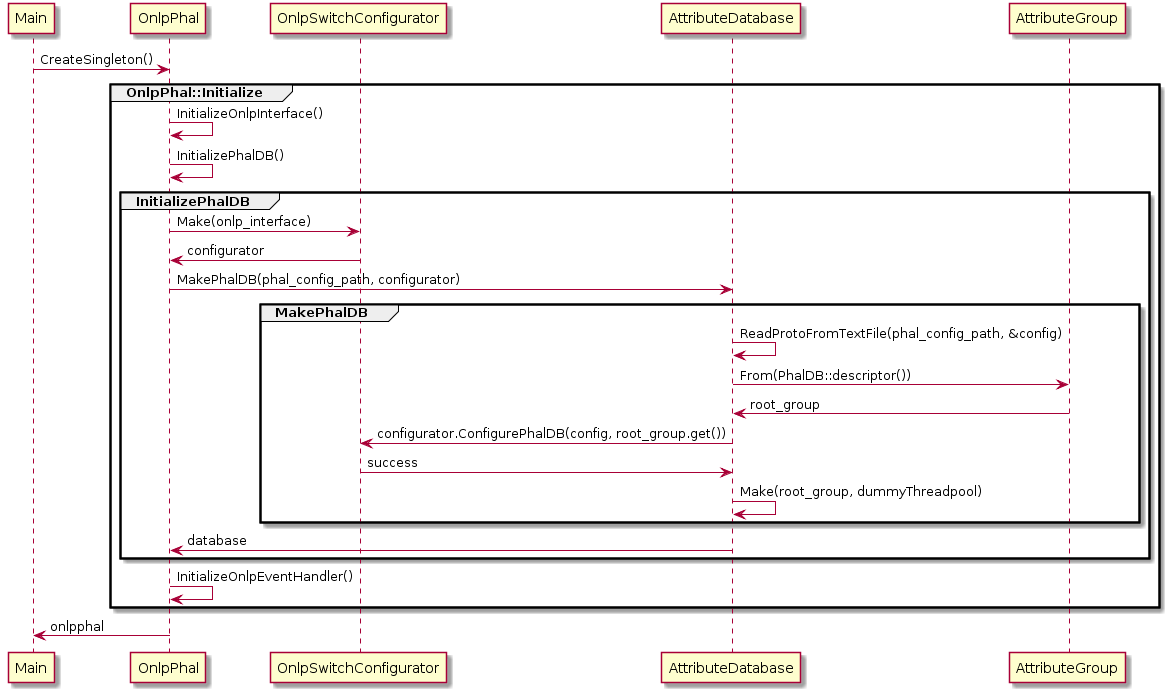 Main OnlpPhal OnlpSwitchConfigurator AttributeDatabase AttributeGroup
CreateSingleton()
OnlpPhal::Initialize
InitializeOnlpInterface()
InitializePhalDB()
InitializePhalDB
Make(onlp_interface)
configurator
MakePhalDB(phal_config_path, configurator)
MakePhalDB
ReadProtoFromTextFile(phal_config_path, &config)
From(PhalDB::descriptor())
root_group
configurator.ConfigurePhalDB(config, root_group.get())
success
Make(root_group, dummyThreadpool)
database
InitializeOnlpEventHandler()
onlpphal
Main OnlpPhal OnlpSwitchConfigurator AttributeDatabase AttributeGroup